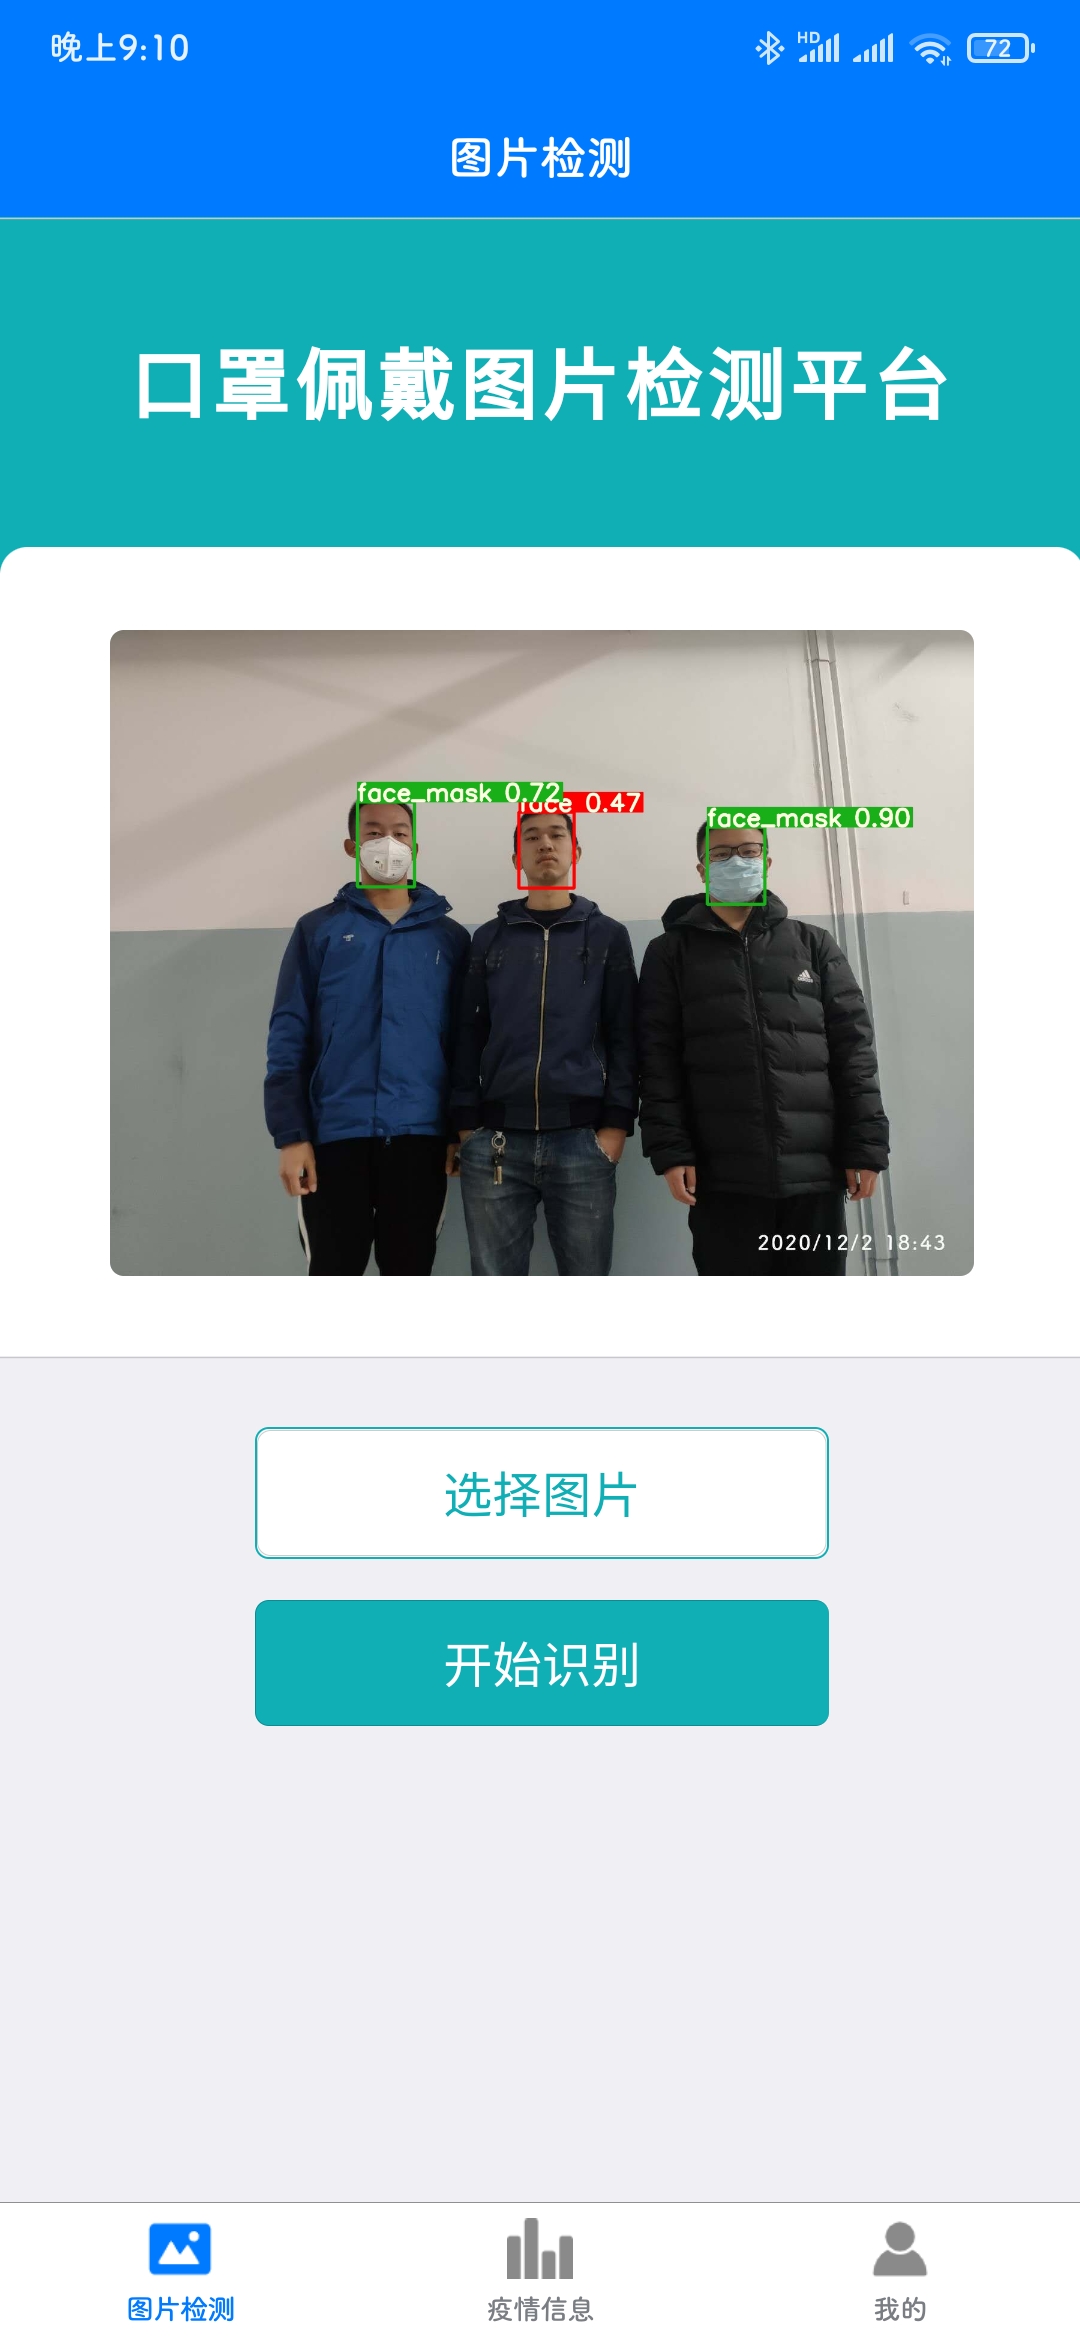 晚上9:10
HD
72
图片检测
口罩佩戴图片检测平台
face_mask 0.72
face 0.47
face_mask 0.90
2020/12/2 18:43
选择图片
开始识别
图片检测
疫情信息
我的